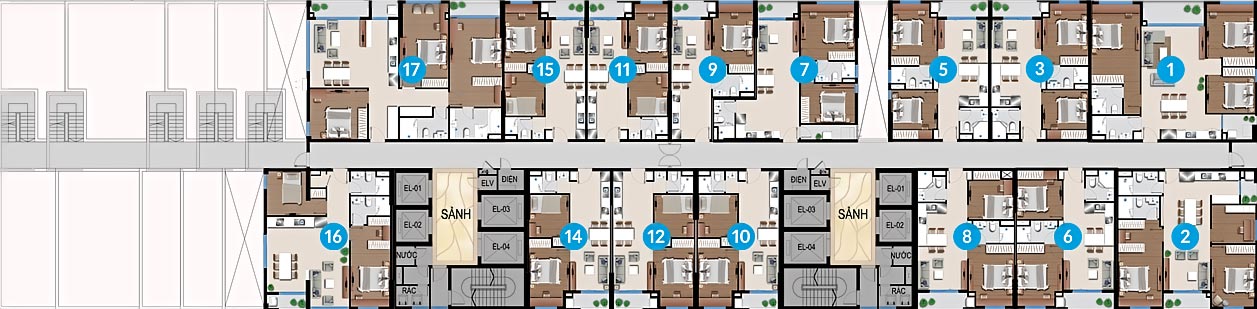 17
15
11
9
7
5
3
1
EL-01
EL-02
NƯỚC
RÁC
SẢNH
ELV
ĐIỆN
EL-03
EL-04
ĐIỆN
ELV
EL-03
EL-04
SẢNH
EL-01
EL-02
NƯỚC
RÁC
16
14
12
10
8
6
2